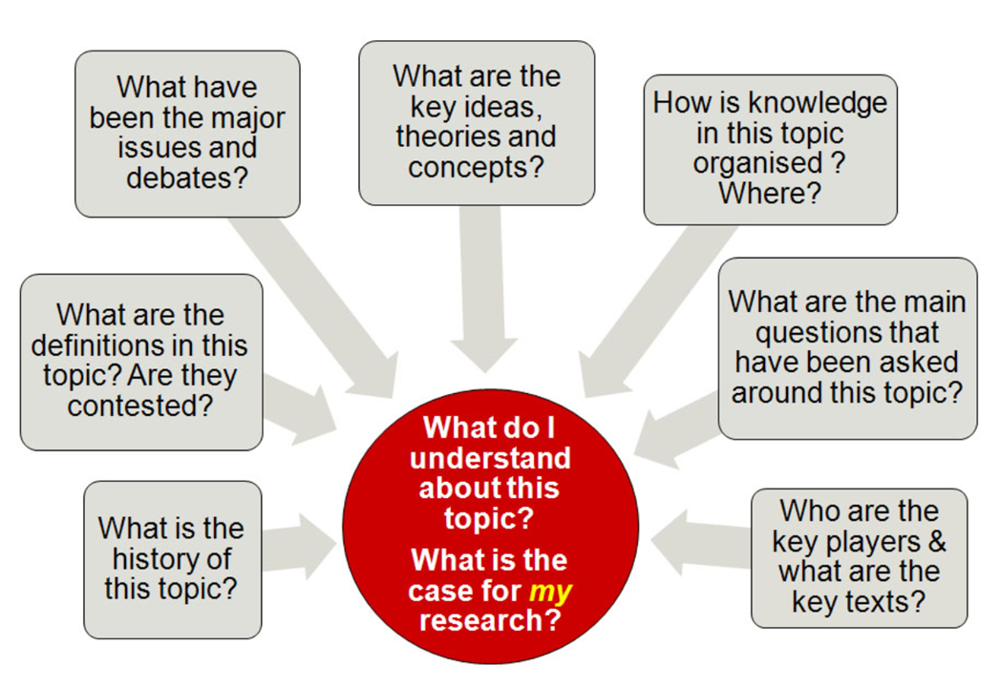 What have
been the major
issues and
debates?
What are the
key ideas,
theories and
concepts?
How is knowledge
in this topic
organised ?
Where?
What are the
definitions in this
topic? Are they
contested?
What are the main
questions that
have been asked
around this topic?
What is the
history of
this topic?
What do I
understand
about this
topic?
What is the
case for my
research?
Who are the
key players &
what are the
key texts?